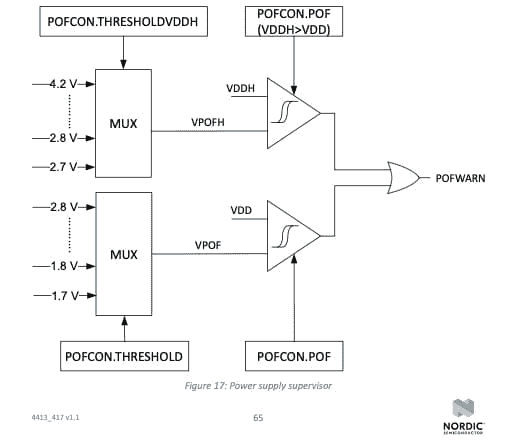 POFCON.THRESHOLDVDDH
POFCON.POF
(VDDH>VDD)
4.2 V
MUX
VDDH
VPOFH
2.8 V
2.7 V
POFWARN
2.8 V
VDD
MUX
VPOF
1.8 V
1.7 V
POFCON.THRESHOLD
POFCON.POF
Figure 17: Power supply supervisor
4413_417 v1.1
65
NORDIC
SEMICONDUCTOR